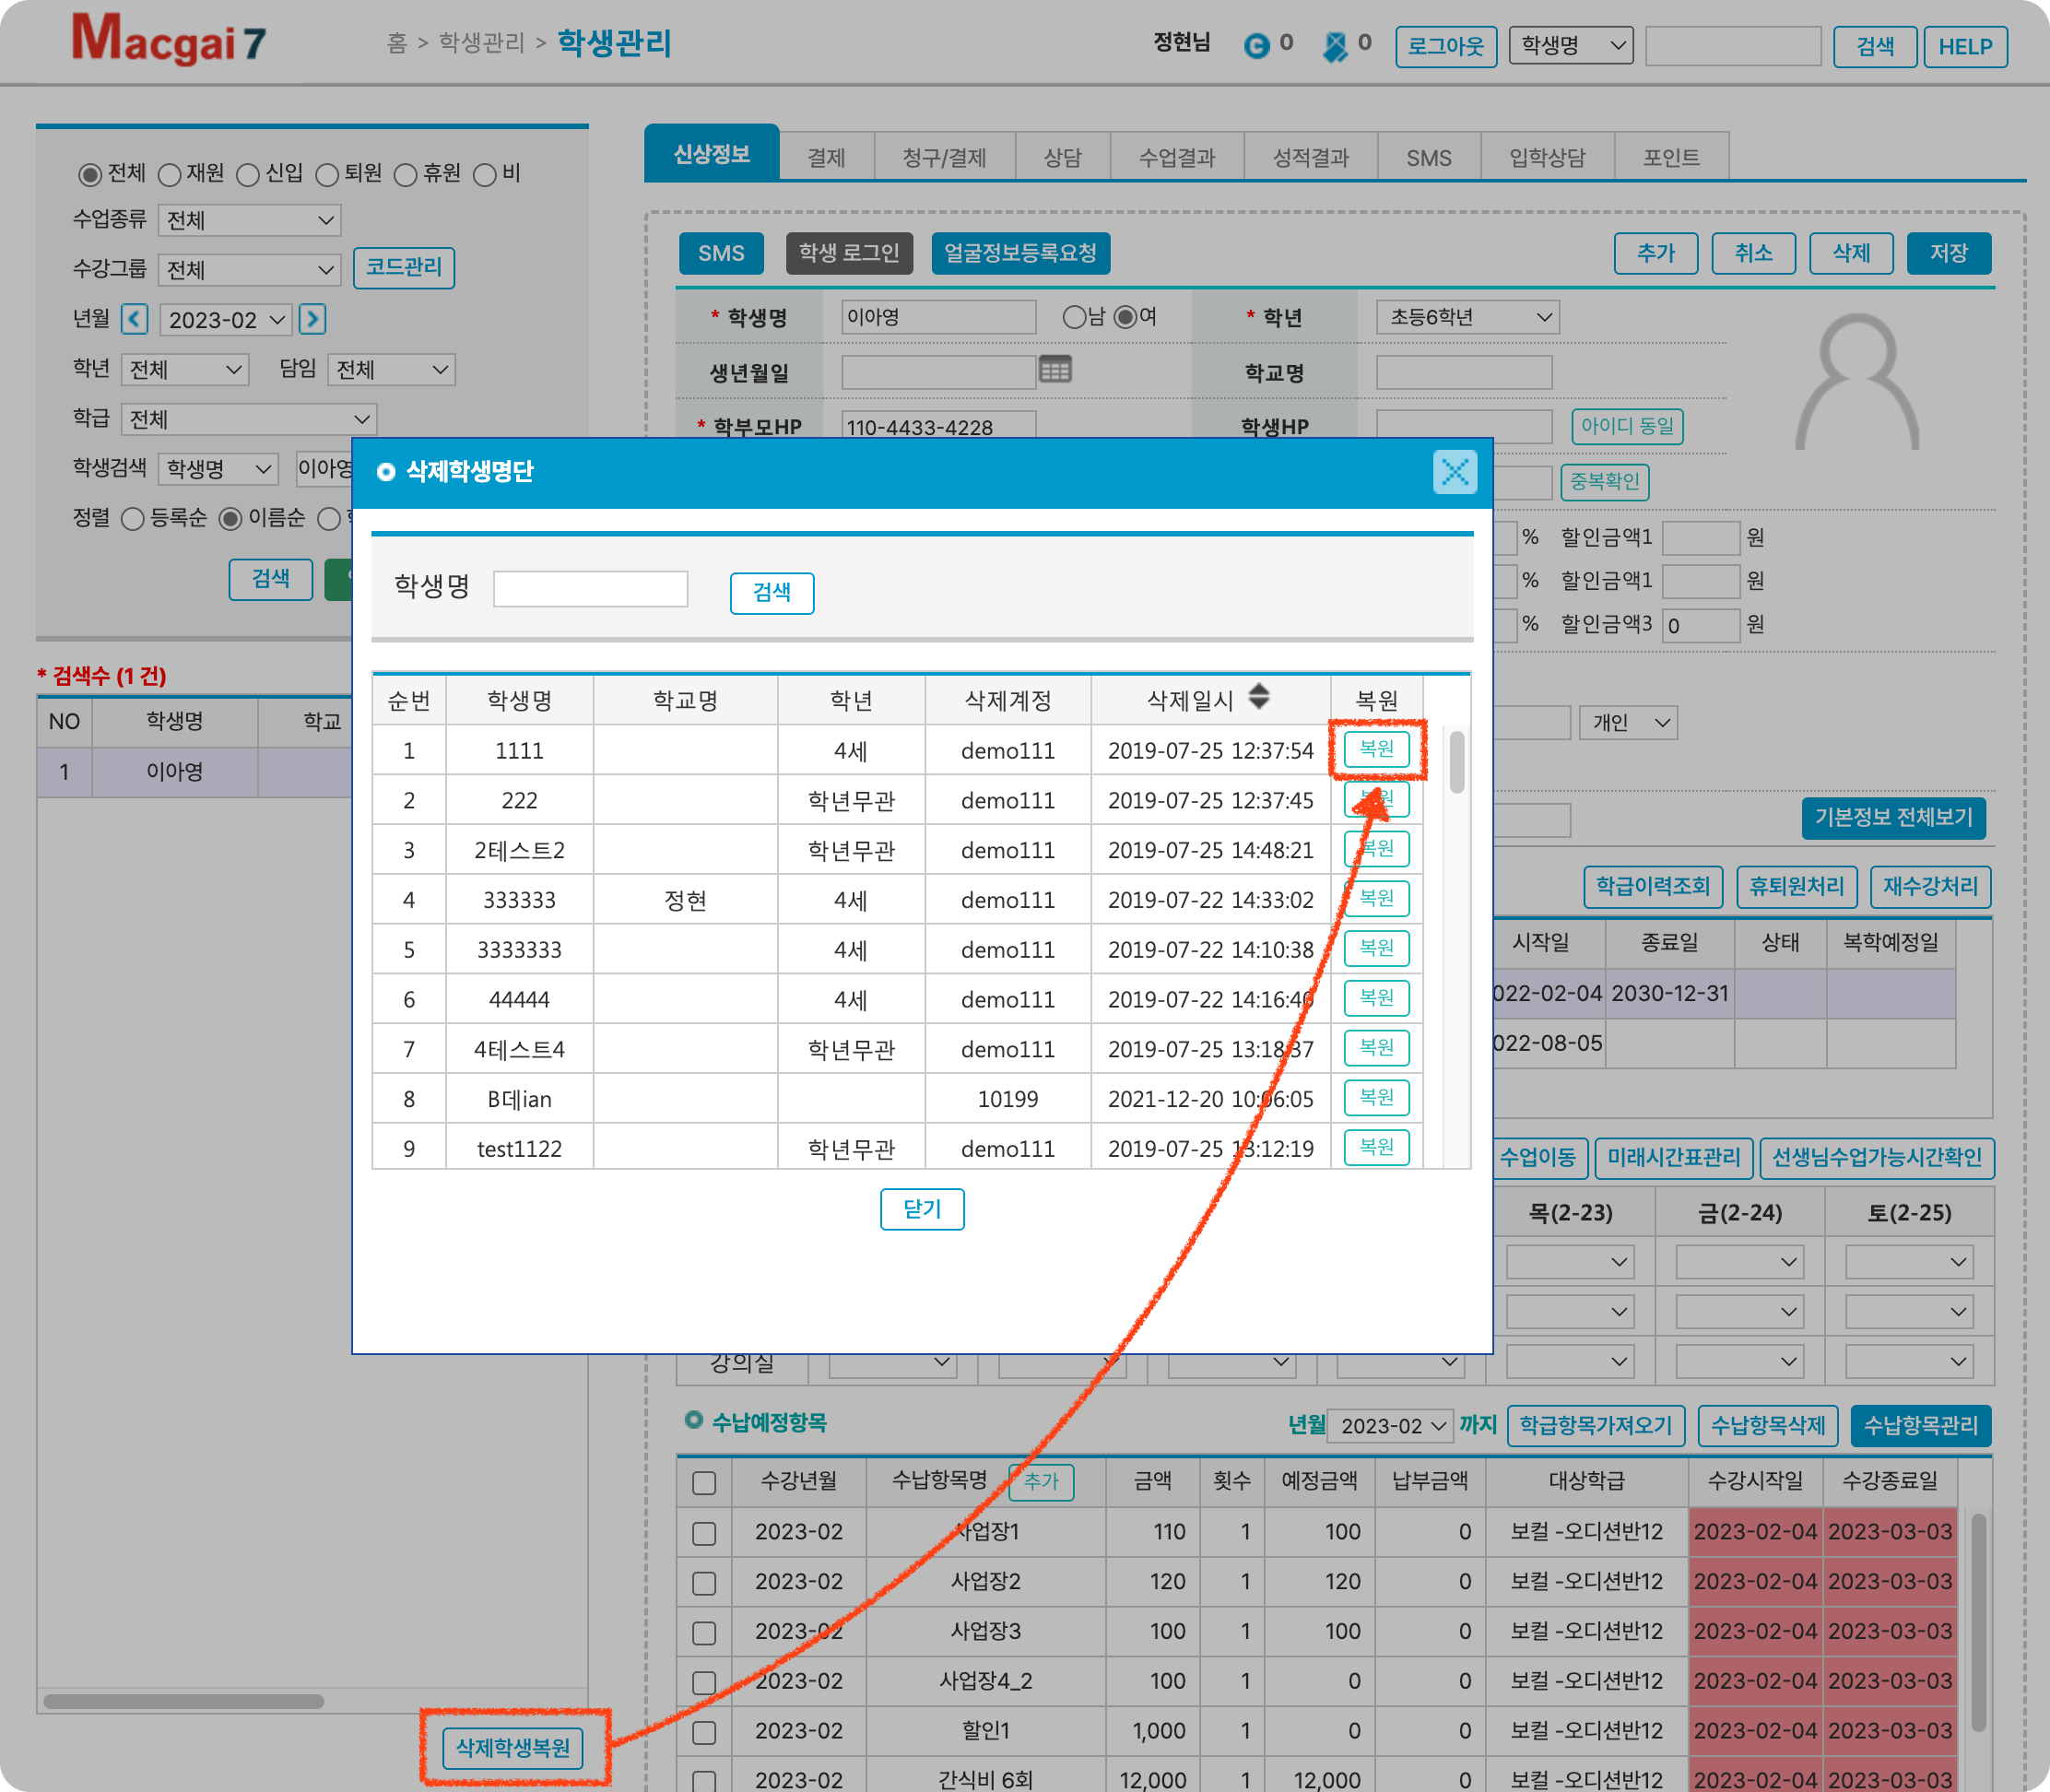 Macgai 7
홈 > 학생관리 > 학생관리
정현님 0 0 로그아웃 학생명 검색 HELP
전체 재원 신입 퇴원 휴원 비
수업종류 전체
수강그룹 전체 코드관리
년월 2023-02
학년 전체 담임 전체
학급 전체
학생검색 학생명 이아영
정렬 등록순 이름순
검색
* 검색수 (1 건)
NO 학생명 학교
1 이아영
삭제학생복원
신상정보 결제 청구/결제 상담 수업결과 성적결과 SMS 입학상담 포인트
SMS 학생 로그인 얼굴정보등록요청 추가 취소 삭제 저장
* 학생명 이아영 남 여 * 학년 초등6학년
생년월일 학교명
* 학부모HP 110-4433-4228 학생HP 아이디 동일
중복확인
% 할인금액1 원
% 할인금액1 원
% 할인금액3 0 원
개인
기본정보 전체보기
학급이력조회 휴퇴원처리 재수강처리
시작일 종료일 상태 복학예정일
022-02-04 2030-12-31
022-08-05
수업이동 미래시간표관리 선생님수업가능시간확인
목(2-23) 금(2-24) 토(2-25)
강의실
삭제학생명단
학생명 검색
순번 학생명 학교명 학년 삭제계정 삭제일시 복원
1 1111 4세 demo111 2019-07-25 12:37:54 복원
2 222 학년무관 demo111 2019-07-25 12:37:45 복원
3 2테스트2 학년무관 demo111 2019-07-25 14:48:21 복원
4 333333 정현 4세 demo111 2019-07-22 14:33:02 복원
5 3333333 4세 demo111 2019-07-22 14:10:38 복원
6 44444 4세 demo111 2019-07-22 14:16:46 복원
7 4테스트4 학년무관 demo111 2019-07-25 13:18:37 복원
8 B데ian 10199 2021-12-20 10:06:05 복원
9 test1122 학년무관 demo111 2019-07-25 13:12:19 복원
닫기
수납예정항목 년월 2023-02 까지 학급항목가져오기 수납항목삭제 수납항목관리
수강년월 수납항목명 추가 금액 횟수 예정금액 납부금액 대상학급 수강시작일 수강종료일
2023-02 사업장1 110 1 100 0 보컬 -오디션반12 2023-02-04 2023-03-03
2023-02 사업장2 120 1 120 0 보컬 -오디션반12 2023-02-04 2023-03-03
2023-02 사업장3 100 1 100 0 보컬 -오디션반12 2023-02-04 2023-03-03
2023-02 사업장4_2 100 1 0 0 보컬 -오디션반12 2023-02-04 2023-03-03
2023-02 할인1 1,000 1 0 0 보컬 -오디션반12 2023-02-04 2023-03-03
2023-02 간식비 6회 12,000 1 12,000 0 보컬 -오디션반12 2023-02-04 2023-03-03